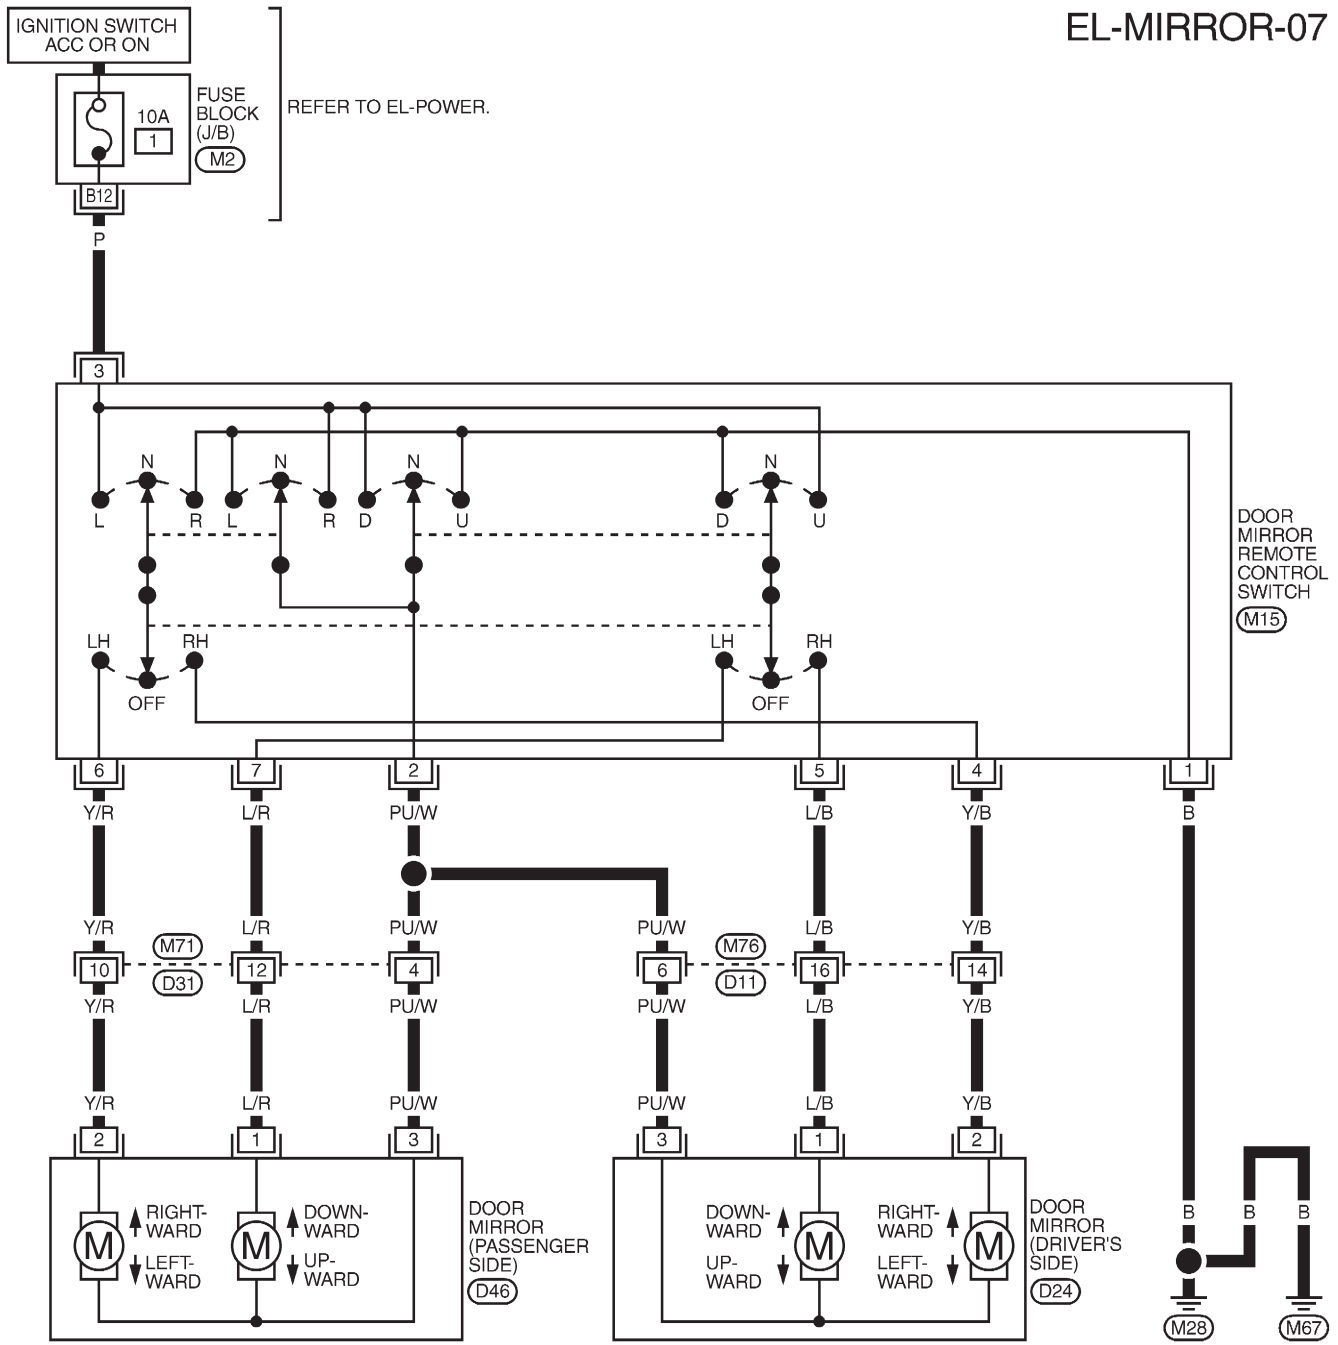 EL-MIRROR-07
IGNITION SWITCH
ACC OR ON
10A
1
FUSE
BLOCK
(J/B)
M2
REFER TO EL-POWER.
B12
P
3
N N N N
L R L R D U D U
DOOR
MIRROR
REMOTE
CONTROL
SWITCH
M15
LH RH LH RH
OFF OFF
6 7 2 5 4 1
Y/R L/R PU/W L/B Y/B B
Y/R L/R PU/W PU/W L/B Y/B
M71 M76
10 12 4 6 16 14
D31 D11
Y/R L/R PU/W PU/W L/B Y/B
Y/R L/R PU/W PU/W L/B Y/B
2 1 3 3 1 2
M
RIGHT-
WARD
LEFT-
WARD
M
DOWN-
WARD
UP-
WARD
DOOR
MIRROR
(PASSENGER
SIDE)
D46
DOWN-
WARD
UP-
WARD
M
RIGHT-
WARD
LEFT-
WARD
M
DOOR
MIRROR
(DRIVER'S
SIDE)
D24
B B B
M28 M67